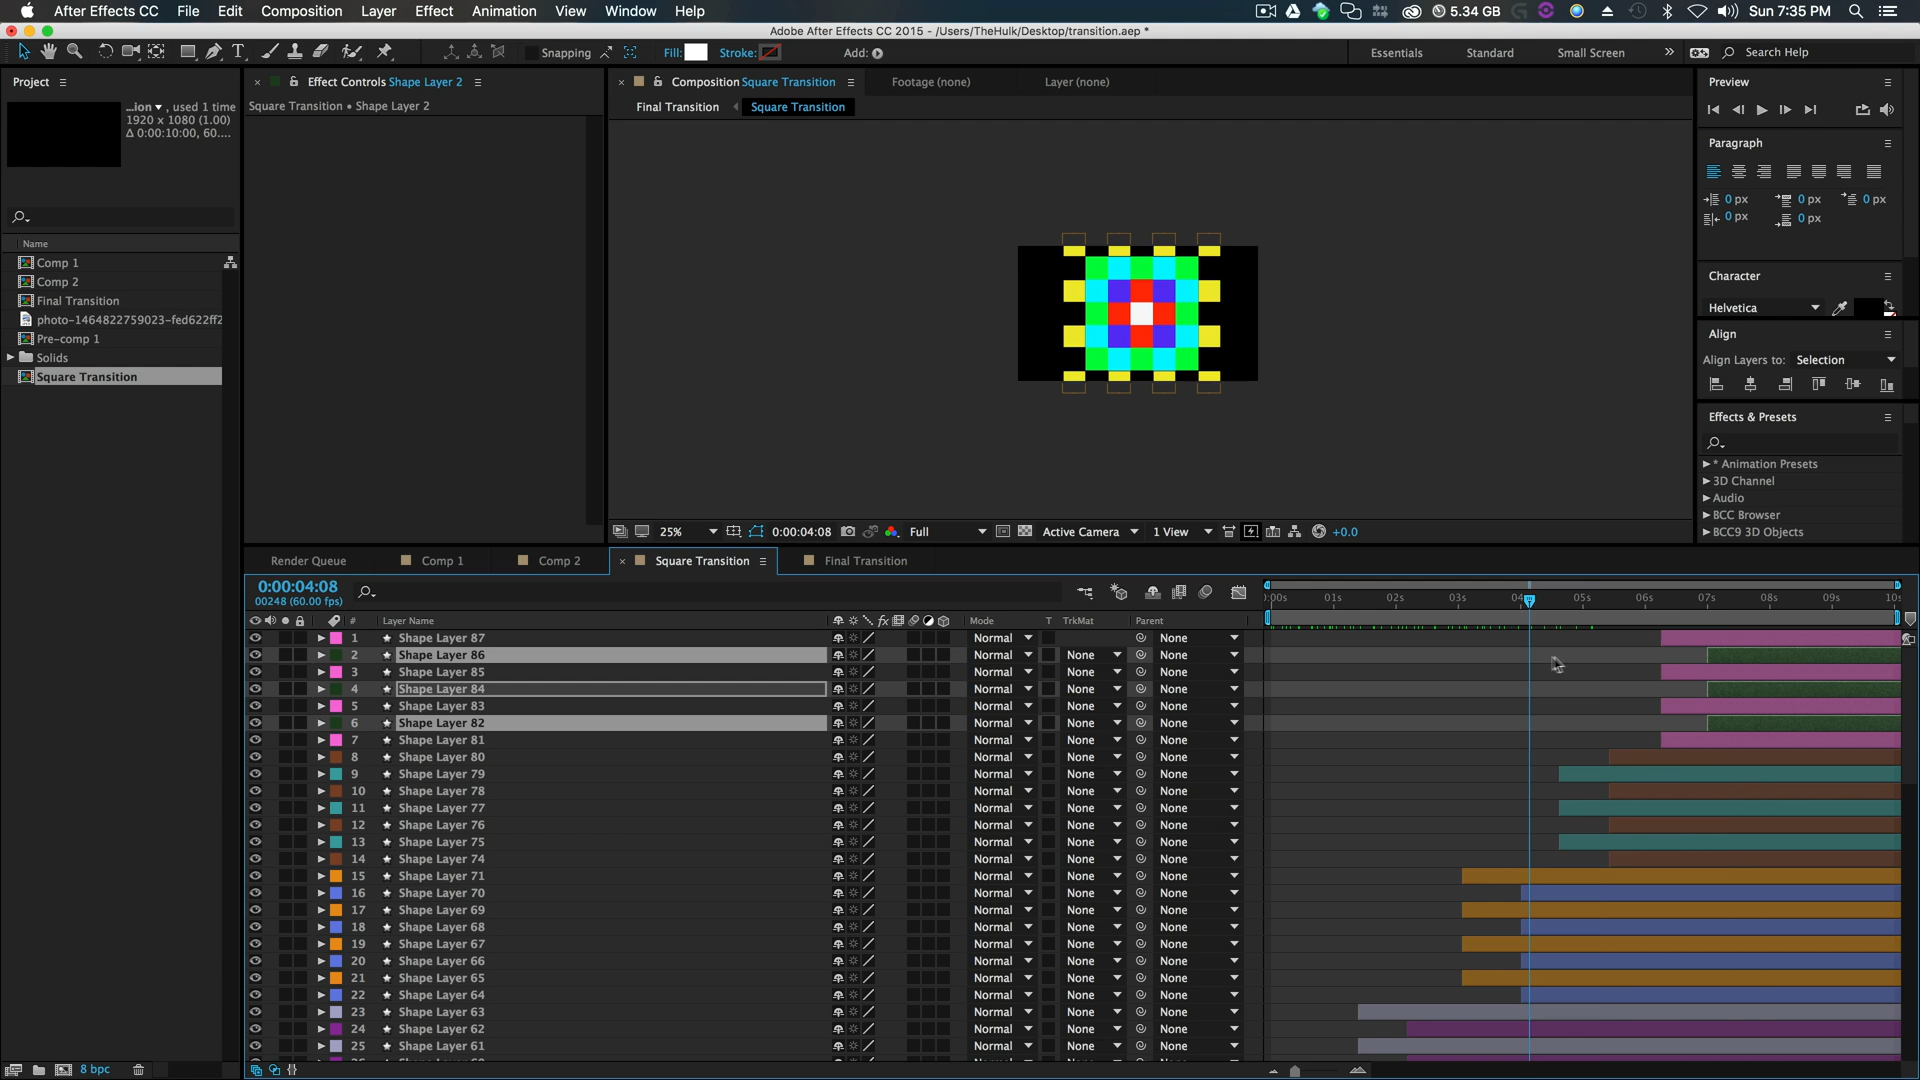 After Effects CC File Edit Composition Layer Effect Animation View Window Help 5.34 GB Sun 7:35 PM
Adobe After Effects CC 2015 - /Users/TheHulk/Desktop/transition.aep *
Snapping Fill: Stroke: Add: Essentials Standard Small Screen Search Help
Project
...ion ▾, used 1 time
1920 x 1080 (1.00)
Δ 0:00:10:00, 60....
Name
Comp 1
Comp 2
Final Transition
photo-1464822759023-fed622ff2
Pre-comp 1
Solids
Square Transition
8 bpc
Effect Controls Shape Layer 2
Square Transition • Shape Layer 2
Composition Square Transition Footage (none) Layer (none)
Final Transition Square Transition
25% 0:00:04:08 Full Active Camera 1 View +0.0
Preview
Paragraph
0 px 0 px 0 px
0 px 0 px
Character
Helvetica
Align
Align Layers to: Selection
Effects & Presets
* Animation Presets
3D Channel
Audio
BCC Browser
BCC9 3D Objects
Render Queue Comp 1 Comp 2 Square Transition Final Transition
0:00:04:08
00248 (60.00 fps)
:00s 01s 02s 03s 04 05s 06s 07s 08s 09s 10s
# Layer Name Mode T TrkMat Parent
1 Shape Layer 87 Normal None
2 Shape Layer 86 Normal None None
3 Shape Layer 85 Normal None None
4 Shape Layer 84 Normal None None
5 Shape Layer 83 Normal None None
6 Shape Layer 82 Normal None None
7 Shape Layer 81 Normal None None
8 Shape Layer 80 Normal None None
9 Shape Layer 79 Normal None None
10 Shape Layer 78 Normal None None
11 Shape Layer 77 Normal None None
12 Shape Layer 76 Normal None None
13 Shape Layer 75 Normal None None
14 Shape Layer 74 Normal None None
15 Shape Layer 71 Normal None None
16 Shape Layer 70 Normal None None
17 Shape Layer 69 Normal None None
18 Shape Layer 68 Normal None None
19 Shape Layer 67 Normal None None
20 Shape Layer 66 Normal None None
21 Shape Layer 65 Normal None None
22 Shape Layer 64 Normal None None
23 Shape Layer 63 Normal None None
24 Shape Layer 62 Normal None None
25 Shape Layer 61 Normal None None